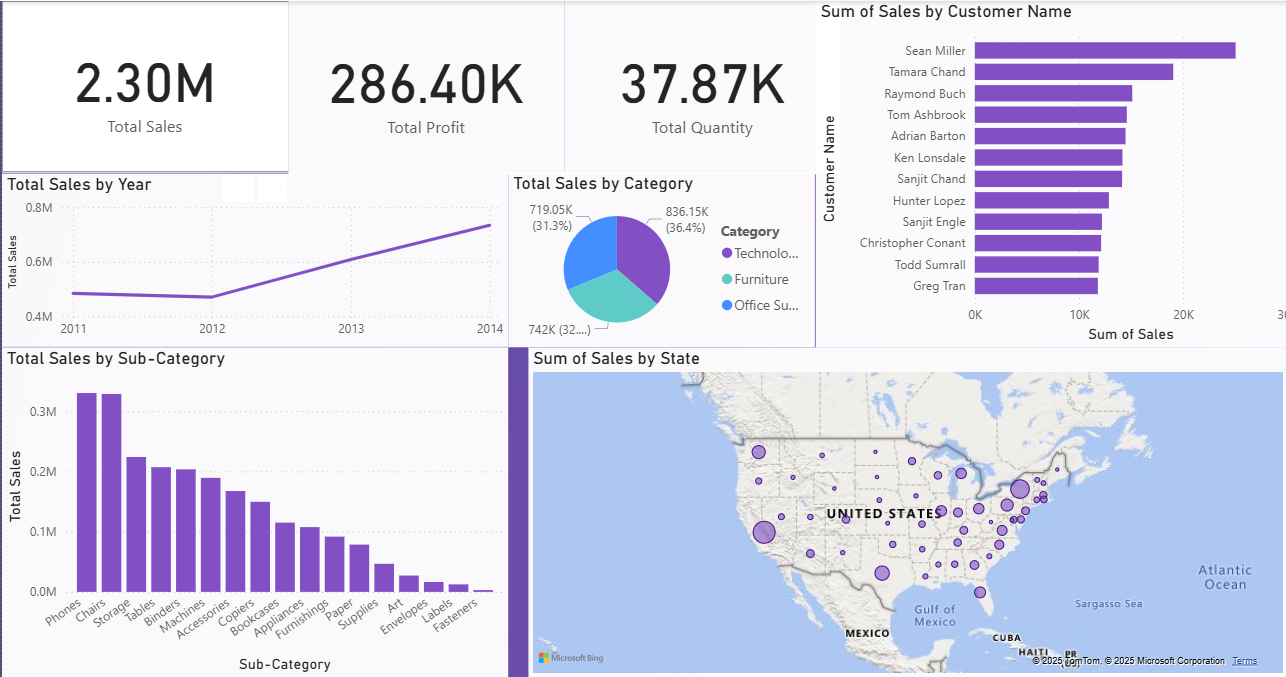 2.30M
Total Sales
286.40K
Total Profit
37.87K
Total Quantity
Sum of Sales by Customer Name
Customer Name
Sean Miller
Tamara Chand
Raymond Buch
Tom Ashbrook
Adrian Barton
Ken Lonsdale
Sanjit Chand
Hunter Lopez
Sanjit Engle
Christopher Conant
Todd Sumrall
Greg Tran
0K 10K 20K
Sum of Sales
Total Sales by Year
Total Sales
0.8M
0.6M
0.4M
2011 2012 2013 2014
Total Sales by Category
719.05K
(31.3%)
836.15K
(36.4%)
742K (32....)
Category
Technolo...
Furniture
Office Su...
Total Sales by Sub-Category
Total Sales
0.3M
0.2M
0.1M
0.0M
Phones
Chairs
Storage
Tables
Binders
Machines
Accessories
Copiers
Bookcases
Appliances
Furnishings
Paper
Supplies
Art
Envelopes
Labels
Fasteners
Sub-Category
Sum of Sales by State
UNITED STATES
Atlantic
Ocean
Sargasso Sea
Gulf of
Mexico
MEXICO
CUBA
HAITI
PR
(US)
Microsoft Bing
© 2025 TomTom, © 2025 Microsoft Corporation Terms